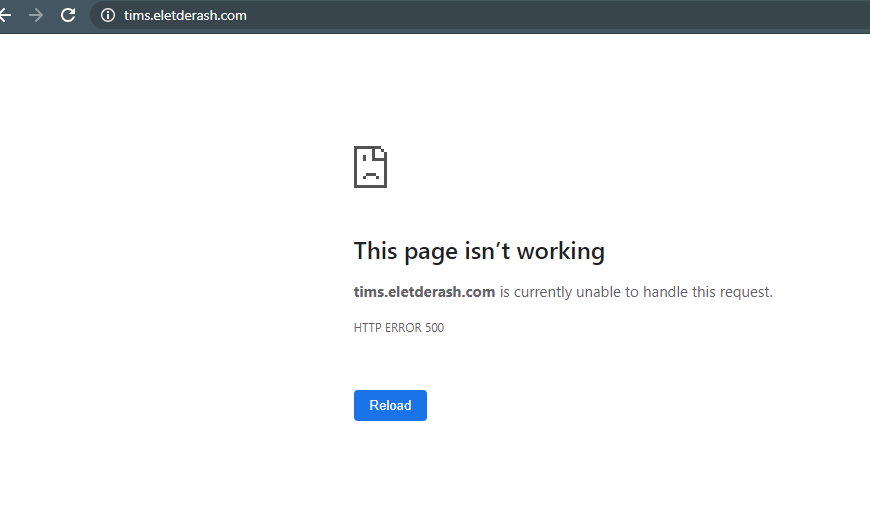 tims.eletderash.com
This page isn’t working
tims.eletderash.com is currently unable to handle this request.
HTTP ERROR 500
Reload